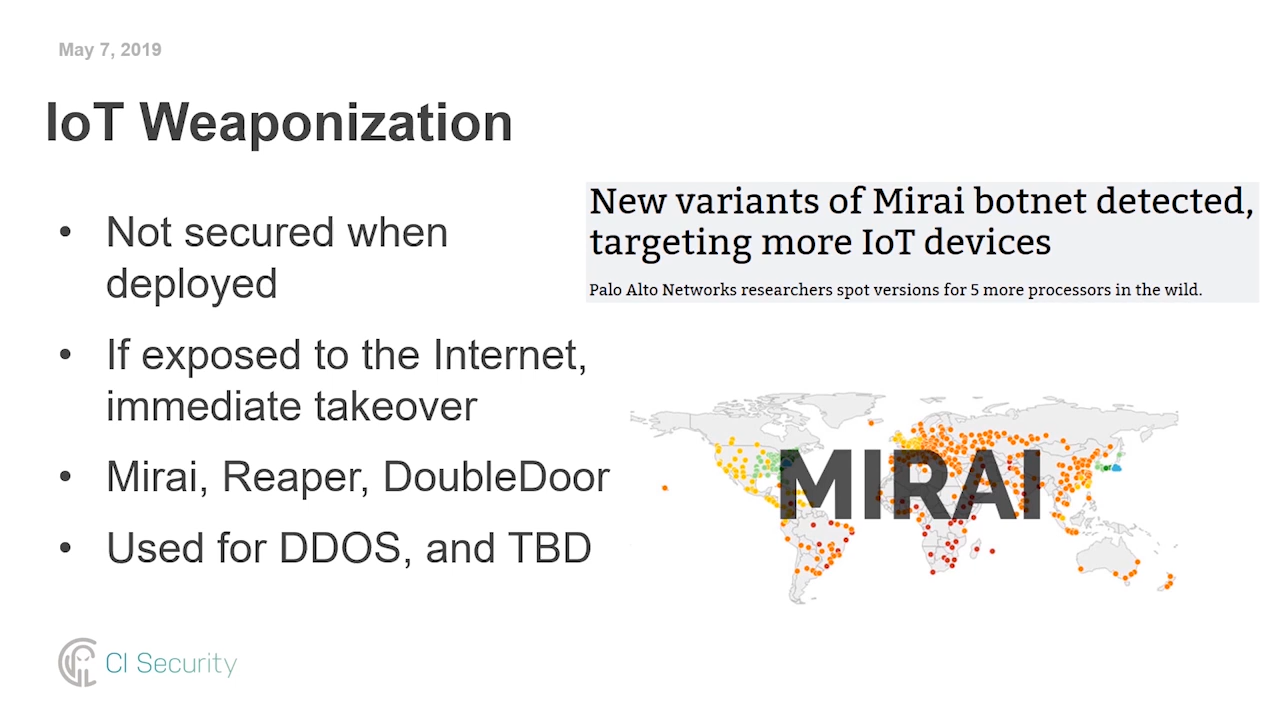 May 7, 2019
IoT Weaponization
• Not secured when
deployed
• If exposed to the Internet,
immediate takeover
• Mirai, Reaper, DoubleDoor
• Used for DDOS, and TBD
New variants of Mirai botnet detected,
targeting more IoT devices
Palo Alto Networks researchers spot versions for 5 more processors in the wild.
MIRAI
CI Security